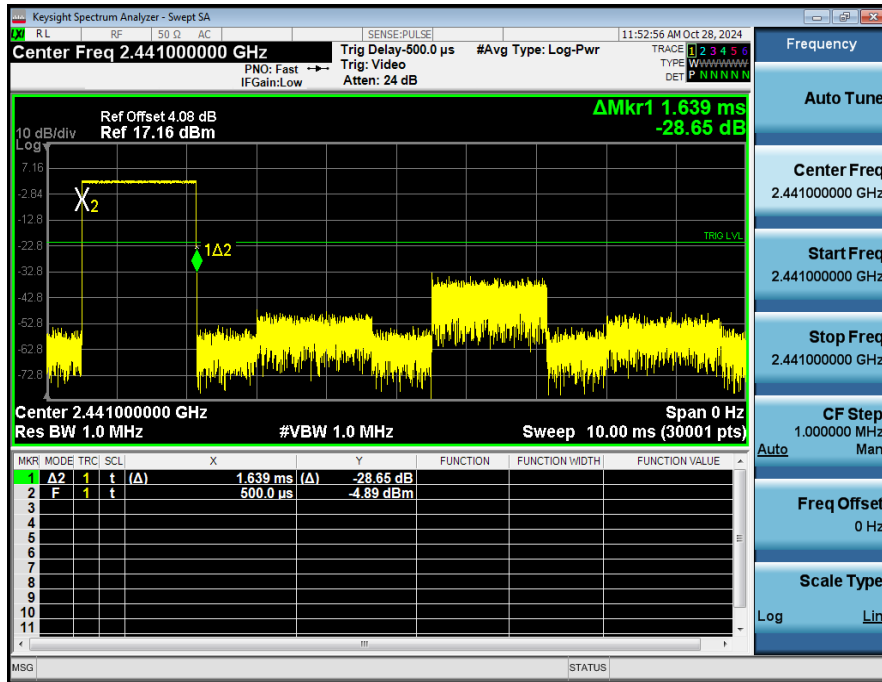 Keysight Spectrum Analyzer - Swept SA
LXI RL RF 50 Ω AC SENSE:PULSE 11:52:56 AM Oct 28, 2024
Center Freq 2.441000000 GHz
PNO: Fast
IFGain:Low
Trig Delay-500.0 µs
Trig: Video
Atten: 24 dB
#Avg Type: Log-Pwr
TRACE 1 2 3 4 5 6
TYPE WWWWWW
DET P N N N N N
Ref Offset 4.08 dB
10 dB/div Ref 17.16 dBm
Log
ΔMkr1 1.639 ms
-28.65 dB
7.16
-2.84
-12.8
-22.8
-32.8
-42.8
-52.8
-62.8
-72.8
X2
1Δ2
TRIG LVL
Center 2.441000000 GHz Span 0 Hz
Res BW 1.0 MHz #VBW 1.0 MHz Sweep 10.00 ms (30001 pts)
MKR MODE TRC SCL X Y FUNCTION FUNCTION WIDTH FUNCTION VALUE
1 Δ2 1 t (Δ) 1.639 ms (Δ) -28.65 dB
2 F 1 t 500.0 µs -4.89 dBm
3
4
5
6
7
8
9
10
11
MSG STATUS
Frequency
Auto Tune
Center Freq
2.441000000 GHz
Start Freq
2.441000000 GHz
Stop Freq
2.441000000 GHz
CF Step
1.000000 MHz
Auto Man
Freq Offset
0 Hz
Scale Type
Log Lin